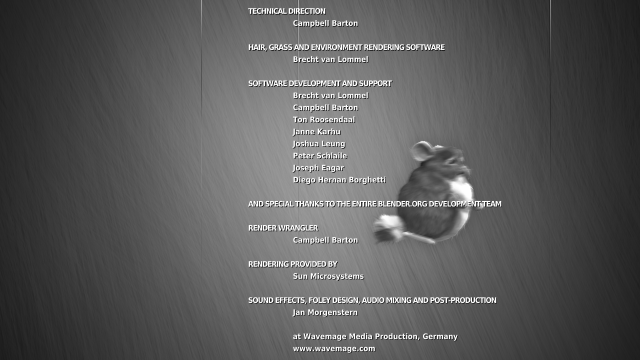 TECHNICAL DIRECTION
Campbell Barton
HAIR, GRASS AND ENVIRONMENT RENDERING SOFTWARE
Brecht van Lommel
SOFTWARE DEVELOPMENT AND SUPPORT
Brecht van Lommel
Campbell Barton
Ton Roosendaal
Janne Karhu
Joshua Leung
Peter Schlaile
Joseph Eagar
Diego Hernan Borghetti
AND SPECIAL THANKS TO THE ENTIRE BLENDER.ORG DEVELOPMENT TEAM
RENDER WRANGLER
Campbell Barton
RENDERING PROVIDED BY
Sun Microsystems
SOUND EFFECTS, FOLEY DESIGN, AUDIO MIXING AND POST-PRODUCTION
Jan Morgenstern
at Wavemage Media Production, Germany
www.wavemage.com